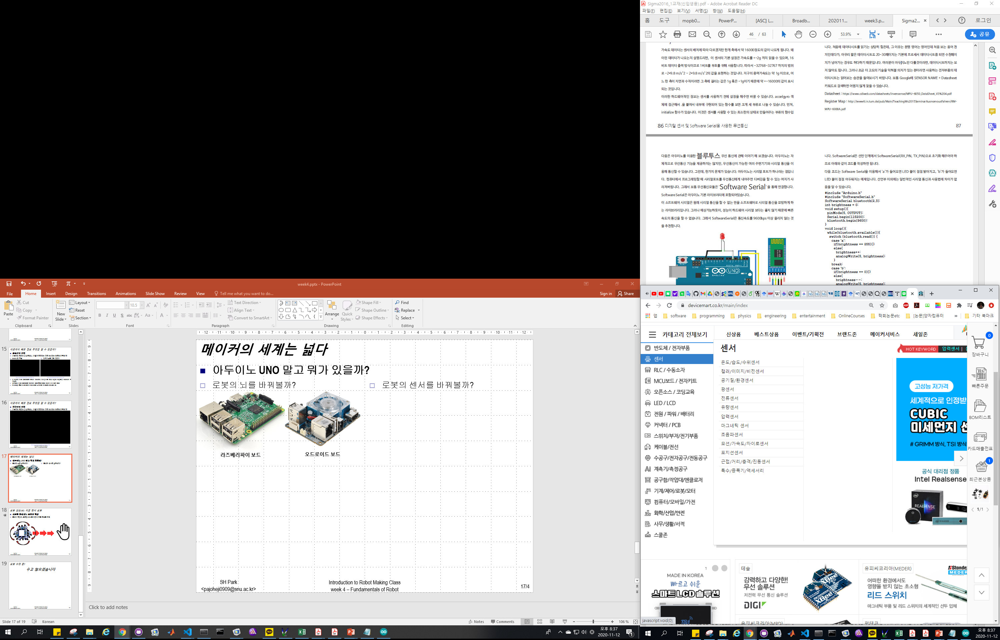 Sigma2016_1교재(신입생용).pdf - Adobe Acrobat Reader DC
파일(F) 편집(E) 보기(V) 서명(S) 창(W) 도움말(H)
홈 도구 mopb0... PowerP... [ASC] L... Broadb... 202011... week3.p... Sigma2... × 로그인
46 / 63 53.9% 공유
가속도 데이터는 센서의 배치에 따라 다르겠지만 한개 축에서 약 16000정도의 값이 나오게 됩니다. 왜
이런 데이터가 나오는지 설명드리면, 이 센서의 기본 설정은 가속도를 +-2g 까지 읽을 수 있으며, 16
비트 데이터 출력 방식이므로 1비트를 부호를 위해 사용합니다. 따라서 -32768~32767 까지의 범위
로 -2*9.8 m/s^2 ~ 2*9.8 m/s^2의 값을 표현하는 것입니다. 지구의 중력가속도는 약 1g 이므로, 어
느 한 축이 지면과 수직이라면 그 축에 걸리는 값은 1g 혹은 -1g이기 때문에 약 +-16000의 값이 표시
되는 것입니다.
이러한 하드웨어적인 정보는 센서를 사용하기 전에 설정을 해주면 바꿀 수 있습니다. accelgyro 객
체에 접근해서 .을 붙여서 내부에 구현되어 있는 함수를 보면 크게 세 부류로 나눌 수 있습니다. 먼저,
initialize 함수가 있습니다. 이것은 센서를 사용할 수 있는 최소한의 상태로 만들어주는 부류의 함수입
86 디지털 센서 및 Software Serial을 사용한 무선통신
니다. 처음에 데이터시트를 읽기는 상당히 힘든데, 그 이유는 분명 영어는 영어인데 처음 보는 용어 천
지인데다가, 아무리 짧은 데이터시트도 20~30페이지는 기본에 프로세서 데이터시트쯤 되면 수천페이
지가 넘어가는 경우도 허다하기 때문입니다. 여러분이 아두이노만 다룰것이라면, 데이터시트까지는 보
지 않아도 됩니다. 그러나 조금 더 고도의 기술을 익혀볼 의지가 있는 분이라면 사용하는 전자부품의 데
이터시트는 읽어보는 습관을 들여보시기 바랍니다. 보통 Google에 SENSOR NAME + Datasheet
키워드로 검색하면 어렵지 않게 찾을 수 있습니다.
Datasheet : https://www.cdiweb.com/datasheets/invensense/MPU-6050_DataSheet_V3%204.pdf
Register Map : http://www6.in.tum.de/pub/Main/TeachingWs2015SeminarAuonomousFahren/RM-
MPU-6000A.pdf
87
다음은 아두이노를 이용한 블루투스 무선 통신에 관해 이야기 해 보겠습니다. 아두이노는 자
체적으로 무선통신 기능을 제공하지는 않지만, 무선통신이 가능한 여러 주변기기와 시리얼 통신을 이
용해 통신할 수 있습니다. 그런데, 한가지 문제가 있습니다. 아두이노는 시리얼 포트가 하나라는 점입니
다. 컴퓨터에서 프로그래밍할 때 시리얼포트를 무선통신에게 내어주면 디버깅을 할 수 있는 여지가 사
라져버립니다. 그래서 보통 무선통신모듈은 'Software Serial' 을 통해 연결합니다.
Software Serial은 아두이노 기본 라이브러리에 포함되어있습니다.
이 소프트웨어 시리얼은 원래 시리얼 통신을 할 수 없는 핀을 소프트웨어로 시리얼 통신을 모방하게 하
는 라이브러리입니다. 그러나 예상가능하듯이, 성능이 하드웨어 시리얼 보다는 좋지 않기 때문에 빠른
속도의 통신을 할 수 없습니다. 그래서 SoftwareSerial은 통신속도를 9600bps 이상 올리지 않는 것
을 추천합니다.
UNO
Arduino
니다. SoftwareSerial은 선언 단계에서 SoftwareSerial(RX_PIN, TX_PIN)으로 초기화 해주어야 하
므로 아래와 같이 코드를 작성하면 됩니다.
다음 코드는 Software Serial을 이용해서 'a'가 들어오면 LED 불이 점점 밝아지고, 'b'가 들어오면
LED 불이 점점 어두워지는 예제입니다. 선언부 이외에는 일반적인 시리얼 통신과 사용법에 차이가 없
음을 알 수 있습니다.
#include "Arduino.h"
#include "SoftwareSerial.h"
SoftwareSerial bluetooth(2,3);
int brightness = 0;
void setup(){
pinMode(5, OUTPUT);
Serial.begin(115200);
bluetooth.begin(9600);
}
void loop(){
while(bluetooth.available()){
switch (bluetooth.read()) {
case 'a':
if(brightness == 255){}
else{
brightness++;
analogWrite(5, brightness);
}
break;
case 'b':
if(brightness == 0){}
else{
brightness--;
analogWrite(5, brightness);
week4.pptx - PowerPoint
File Home Insert Design Transitions Animations Slide Show Review View Tell me what you want to do... Sign in Share
Paste Cut Copy Format Painter Clipboard
New Slide Layout Reset Section Slides
10.5 Font
Text Direction Align Text Convert to SmartArt Paragraph
Arrange Quick Styles Shape Fill Shape Outline Shape Effects Drawing
Find Replace Select Editing
15
지금까지 배운 걸로 무엇을 할 수 있을까?
16
지금까지 배운 걸로 무엇을 할 수 있을까?
17
메이커의 세계는 넓다
18
로봇 실습(4): 자율 탐사 로봇
19
로봇 수업 끝!
수고 많으셨습니다
메이커의 세계는 넓다
아두이노 UNO 말고 뭐가 있을까?
로봇의 뇌를 바꿔볼까?
로봇의 센서를 바꿔볼까?
라즈베리파이 보드
오드로이드 보드
SH Park
<pajoheji0909@snu.ac.kr>
Introduction to Robot Making Class
week 4 – Fundamentals of Robot
17/4
Click to add notes
Slide 17 of 19 Korean Notes Comments 106 %
오후 8:37
2020-11-12
devicemart.co.kr/main/index
앱 software programming physics engineering entertainment OnlineCourses 학회논문etc [논문]양자컴퓨터 » 기타 북마크
카테고리 전체보기 신상품 베스트상품 이벤트/기획전 브랜드존 메이커서비스 세일존
반도체 / 전자부품
센서
RLC / 수동소자
MCU보드 / 전자키트
오픈소스 / 코딩교육
LED / LCD
전원 / 파워 / 배터리
커넥터 / PCB
스위치/부저/전기부품
케이블/전선
수공구/전자공구/전동공구
계측기/측정공구
공구함/작업대/엔클로저
기계/제어/로봇/모터
컴퓨터/모바일/가전
화학/산업/안전
사무/생활/서적
스쿨존
센서
온도/습도/수위센서
컬러/이미지/비전센서
공기질/환경센서
광센서
전류센서
유량센서
압력센서
마그네틱 센서
초음파센서
모션/가속도/자이로센서
포지션센서
근접/거리/충격/진동센서
특수/증폭기/액세서리
HOT KEYWORD 압력센서 |
고성능 저가격
세계적으로 인정받
CUBIC
미세먼지 센
# GRIMM 방식, TSI 방식
공식 대리점 정품
Intel Realsense
REALSENSE
0
장바구니
빠른주문
BOM리스트
카드매출전표
1
최근본상품
1/1
1
MADE IN KOREA
빠르고 쉬운
스마트 LCD 솔루션
테솔
강력하고 다양한!
무선 솔루션
저전력 무선 통신 솔루션
DIGI
XBee
XBee
유피씨코리아(MEDER)
Standex
MEDER
어떠한 환경에서도
영향을 받지 않는 초소형
리드 스위치
마그네틱 부품 및 리드 스위치의 세계적인 선두 업체
유피씨코리아(MRD)
javascript:void(0);
오후 8:37
2020-11-12